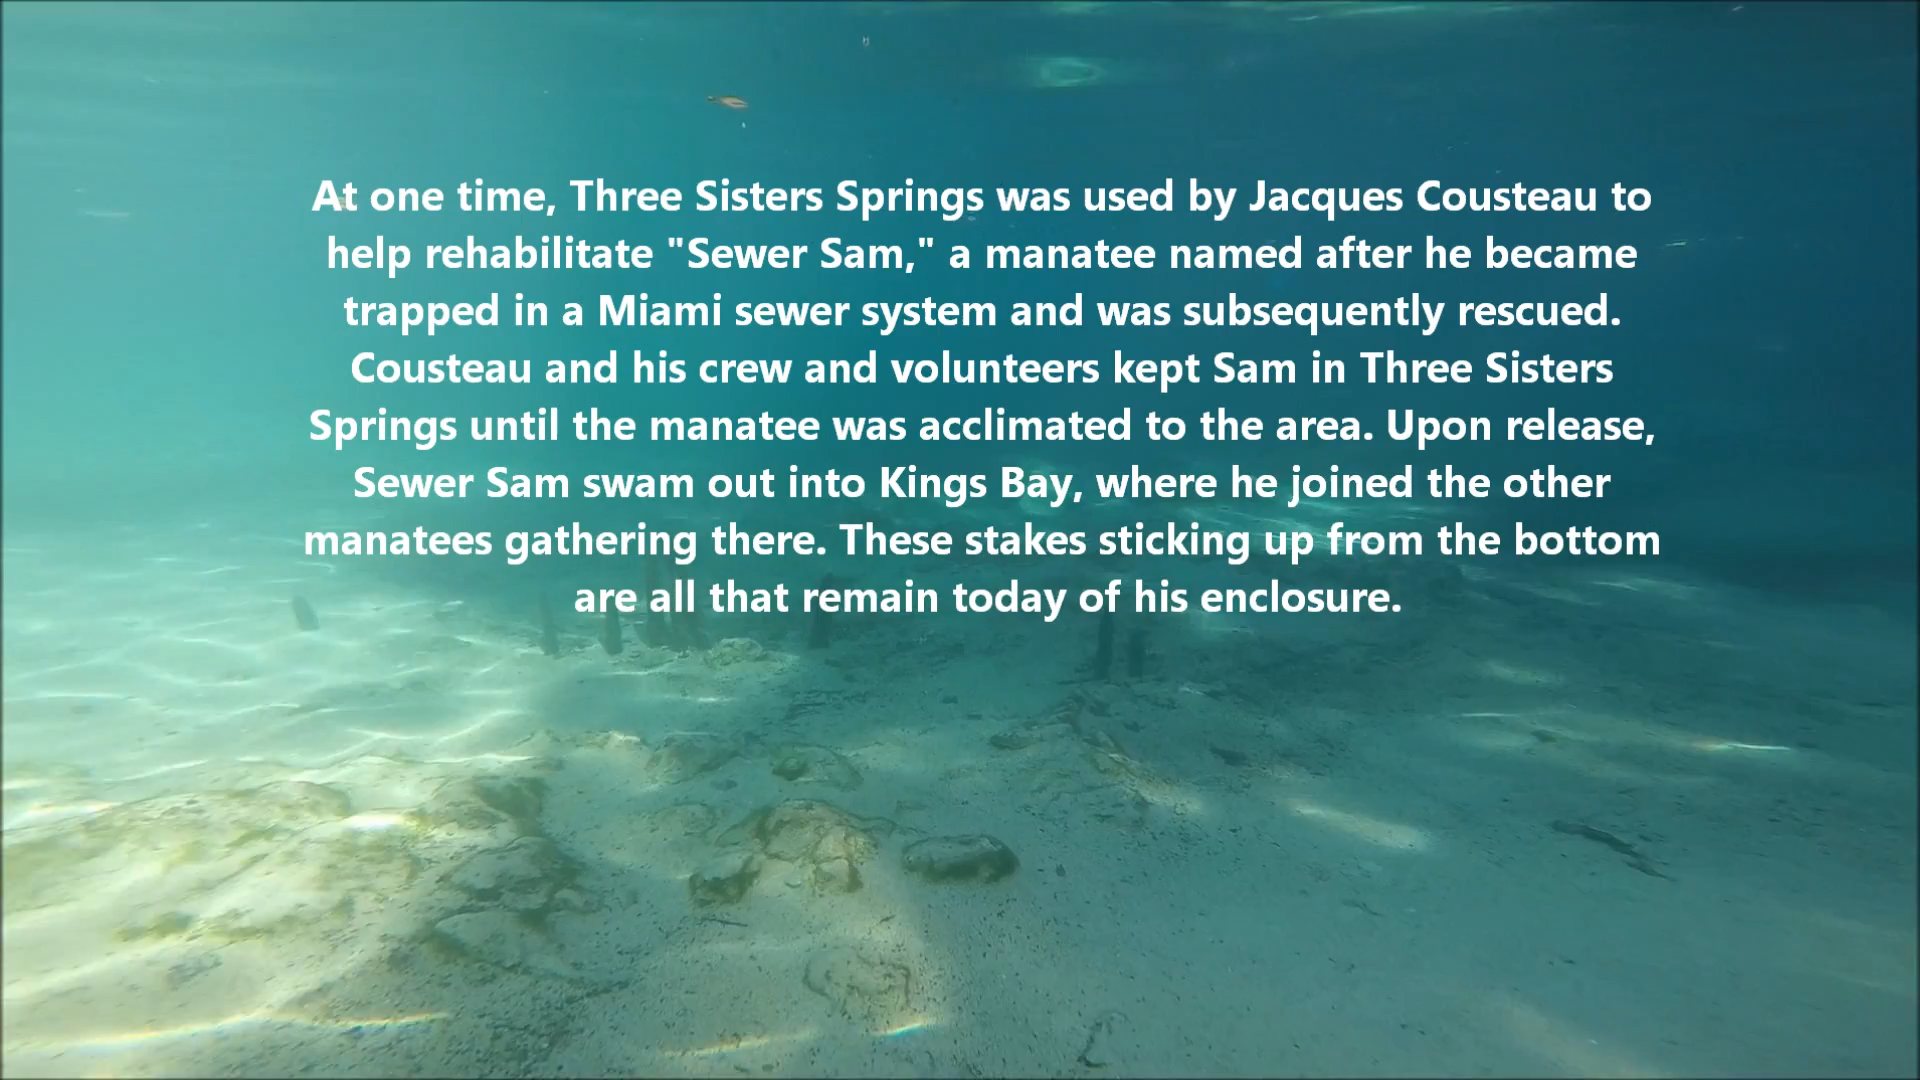 At one time, Three Sisters Springs was used by Jacques Cousteau to
help rehabilitate "Sewer Sam," a manatee named after he became
trapped in a Miami sewer system and was subsequently rescued.
Cousteau and his crew and volunteers kept Sam in Three Sisters
Springs until the manatee was acclimated to the area. Upon release,
Sewer Sam swam out into Kings Bay, where he joined the other
manatees gathering there. These stakes sticking up from the bottom
are all that remain today of his enclosure.